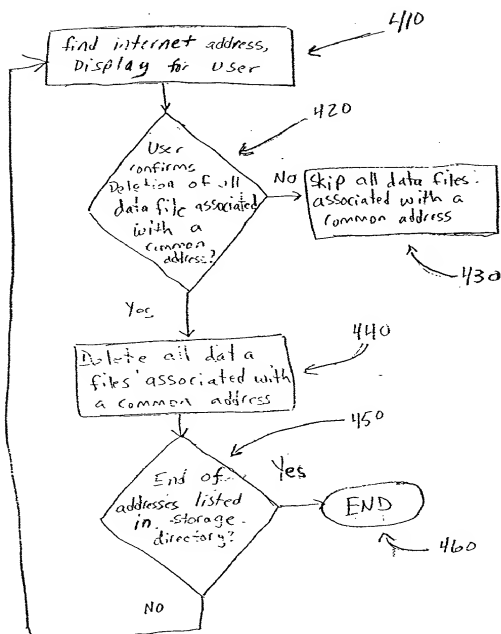 410
find internet address,
Display for user
420
User
confirms
Deletion of all
data file associated
with a
common
address?
No
Skip all data files
associated with a
common address
430
Yes
440
Delete all data
files associated with
a common address
450
End of
addresses listed
in storage
directory?
Yes
END
460
NO